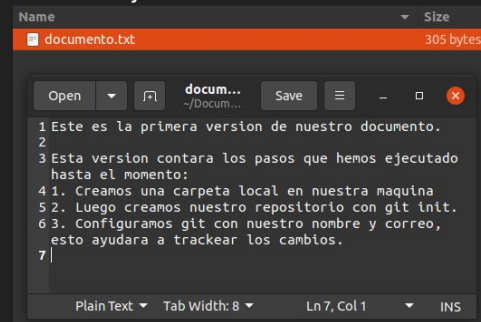 Name Size
documento.txt 305 bytes
Open docum... Save
~/Docum...
1 Este es la primera version de nuestro documento.
2
3 Esta version contara los pasos que hemos ejecutado
hasta el momento:
4 1. Creamos una carpeta local en nuestra maquina
5 2. Luego creamos nuestro repositorio con git init.
6 3. Configuramos git con nuestro nombre y correo,
esto ayudara a trackear los cambios.
7
Plain Text Tab Width: 8 Ln 7, Col 1 INS